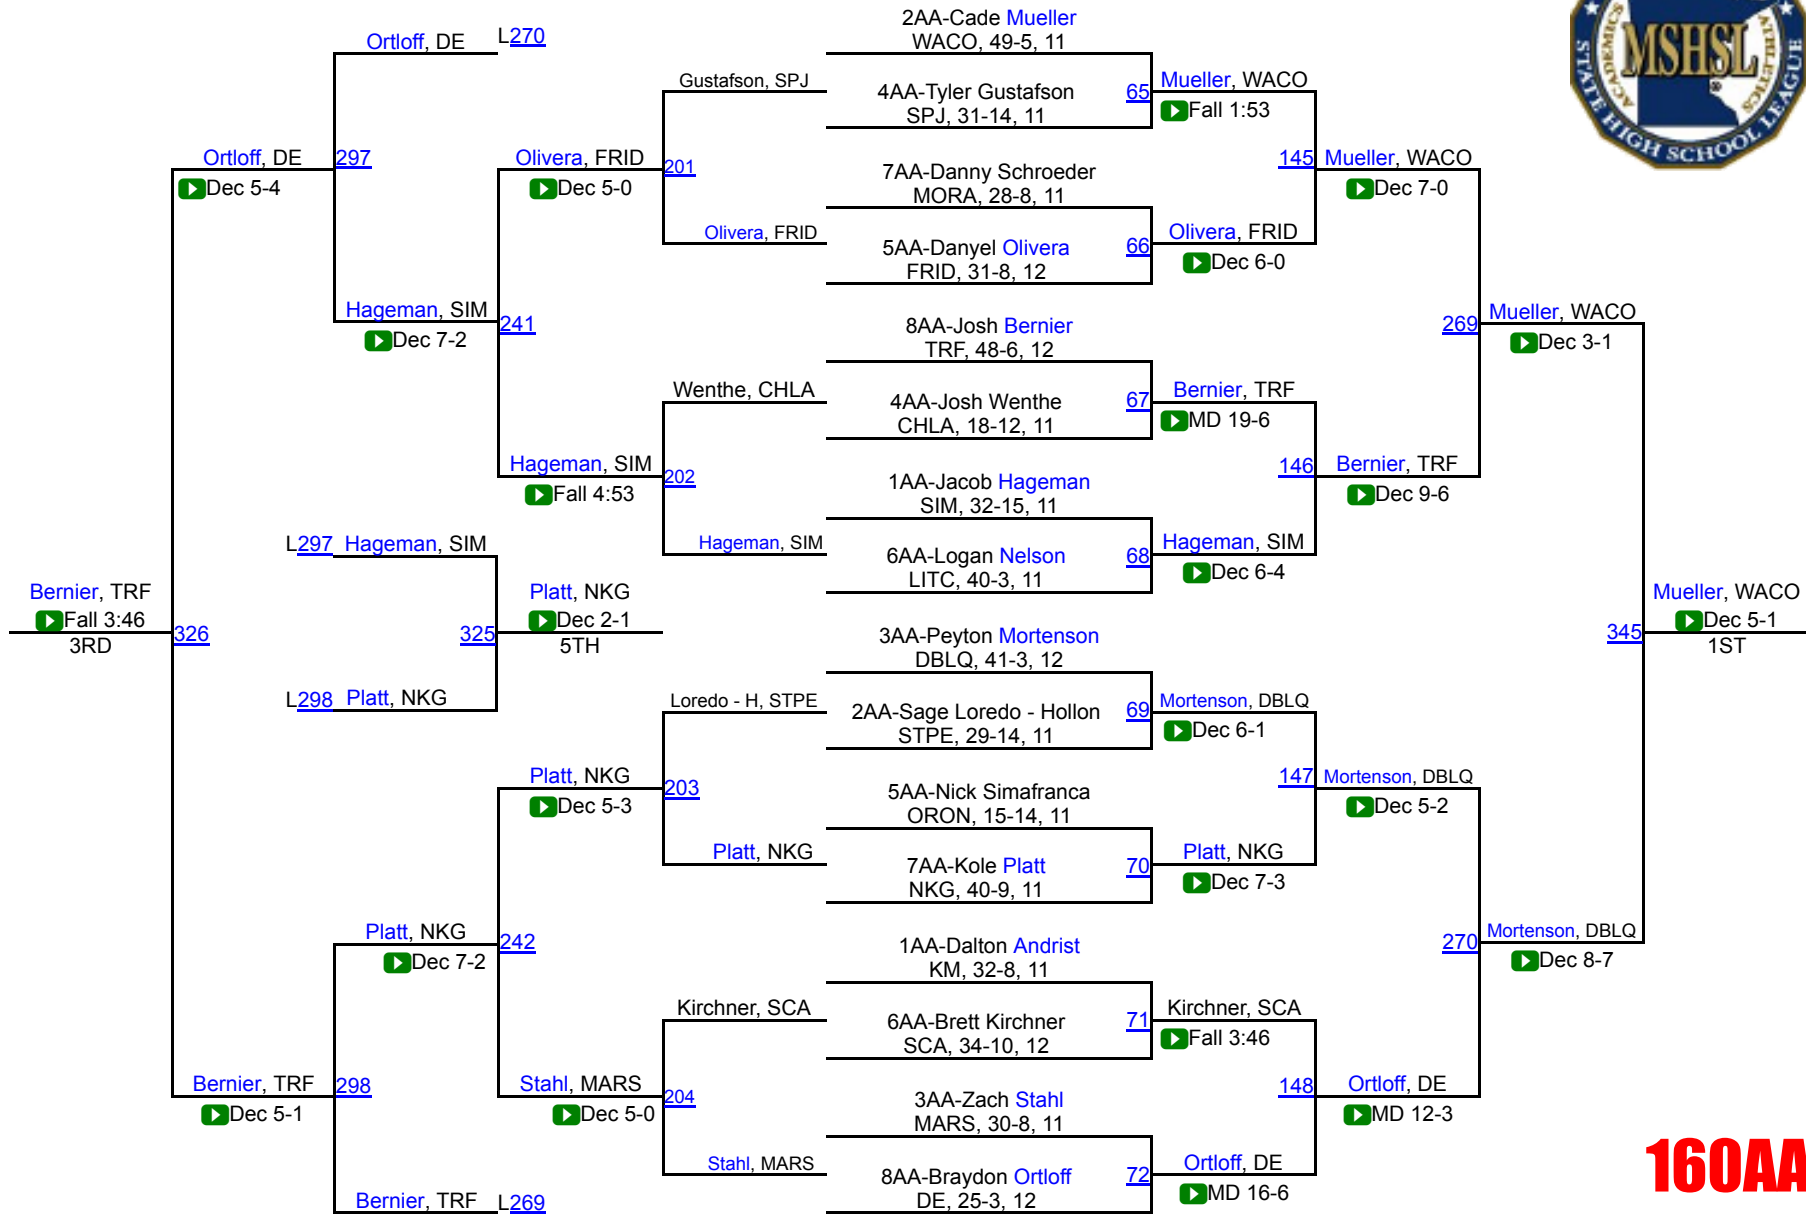 Ortloff, DE
L270
Ortloff, DE
Dec 5-4
297
Hageman, SIM
Dec 7-2
Olivera, FRID
Dec 5-0
241
Hageman, SIM
Fall 4:53
Gustafson, SPJ
201
Olivera, FRID
Wenthe, CHLA
202
Hageman, SIM
L297 Hageman, SIM
L298 Platt, NKG
325
Platt, NKG
Dec 2-1
5TH
Bernier, TRF
Fall 3:46
3RD
326
Loredo - H, STPE
203
Platt, NKG
Platt, NKG
Dec 5-3
242
Stahl, MARS
Dec 5-0
Kirchner, SCA
204
Stahl, MARS
Platt, NKG
Dec 7-2
298
Bernier, TRF
Dec 5-1
Bernier, TRF
L269
2AA-Cade Mueller
WACO, 49-5, 11
4AA-Tyler Gustafson
SPJ, 31-14, 11
65
7AA-Danny Schroeder
MORA, 28-8, 11
5AA-Danyel Olivera
FRID, 31-8, 12
66
8AA-Josh Bernier
TRF, 48-6, 12
4AA-Josh Wenthe
CHLA, 18-12, 11
67
1AA-Jacob Hageman
SIM, 32-15, 11
6AA-Logan Nelson
LITC, 40-3, 11
68
3AA-Peyton Mortenson
DBLQ, 41-3, 12
2AA-Sage Loredo - Hollon
STPE, 29-14, 11
69
5AA-Nick Simafranca
ORON, 15-14, 11
7AA-Kole Platt
NKG, 40-9, 11
70
1AA-Dalton Andrist
KM, 32-8, 11
6AA-Brett Kirchner
SCA, 34-10, 12
71
3AA-Zach Stahl
MARS, 30-8, 11
8AA-Braydon Ortloff
DE, 25-3, 12
72
Mueller, WACO
Fall 1:53
145
Olivera, FRID
Dec 6-0
Bernier, TRF
MD 19-6
146
Hageman, SIM
Dec 6-4
Mortenson, DBLQ
Dec 6-1
147
Platt, NKG
Dec 7-3
Kirchner, SCA
Fall 3:46
148
Ortloff, DE
MD 16-6
Mueller, WACO
Dec 7-0
269
Bernier, TRF
Dec 9-6
Mortenson, DBLQ
Dec 5-2
270
Ortloff, DE
MD 12-3
Mueller, WACO
Dec 3-1
345
Mortenson, DBLQ
Dec 8-7
Mueller, WACO
Dec 5-1
1ST
ACADEMICS
MSHSL
ATHLETICS
STATE HIGH SCHOOL LEAGUE
160AA